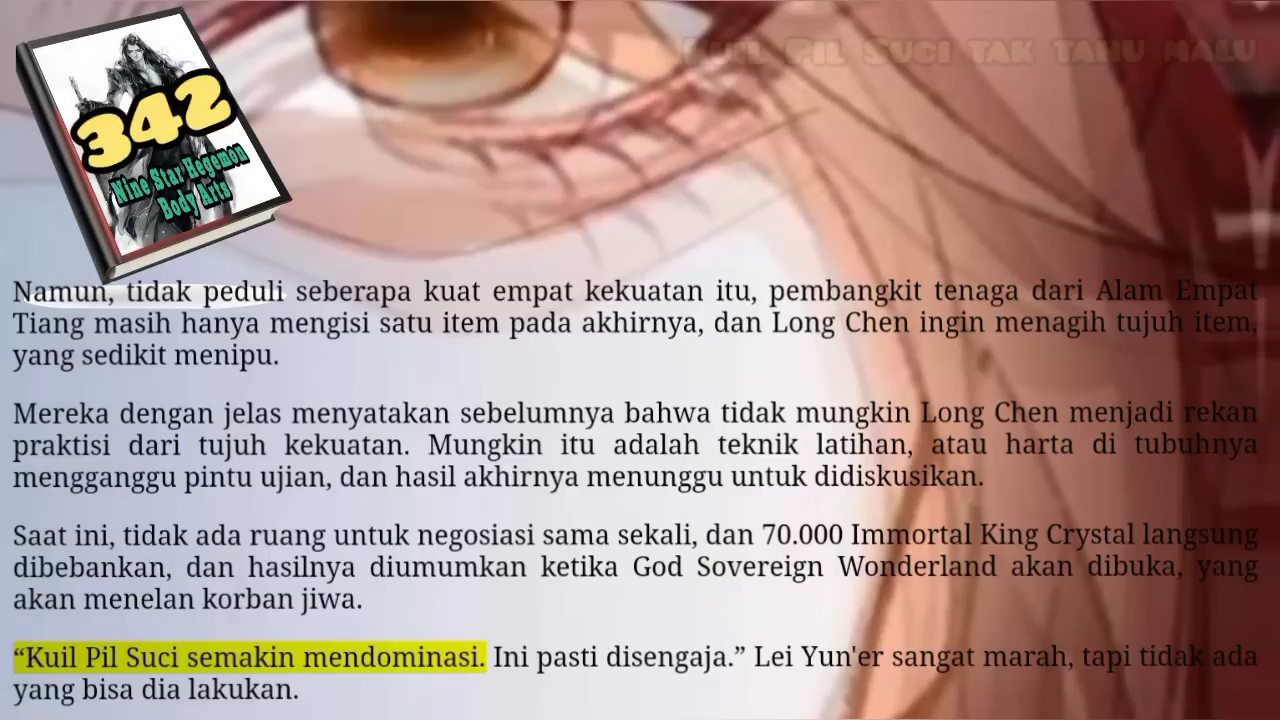 Kuil Pil Suci tak tahu malu
342
Nine Star Hegemon
Body Arts
Namun, tidak peduli seberapa kuat empat kekuatan itu, pembangkit tenaga dari Alam Empat
Tiang masih hanya mengisi satu item pada akhirnya, dan Long Chen ingin menagih tujuh item,
yang sedikit menipu.
Mereka dengan jelas menyatakan sebelumnya bahwa tidak mungkin Long Chen menjadi rekan
praktisi dari tujuh kekuatan. Mungkin itu adalah teknik latihan, atau harta di tubuhnya
mengganggu pintu ujian, dan hasil akhirnya menunggu untuk didiskusikan.
Saat ini, tidak ada ruang untuk negosiasi sama sekali, dan 70.000 Immortal King Crystal langsung
dibebankan, dan hasilnya diumumkan ketika God Sovereign Wonderland akan dibuka, yang
akan menelan korban jiwa.
“Kuil Pil Suci semakin mendominasi. Ini pasti disengaja.” Lei Yun'er sangat marah, tapi tidak ada
yang bisa dia lakukan.